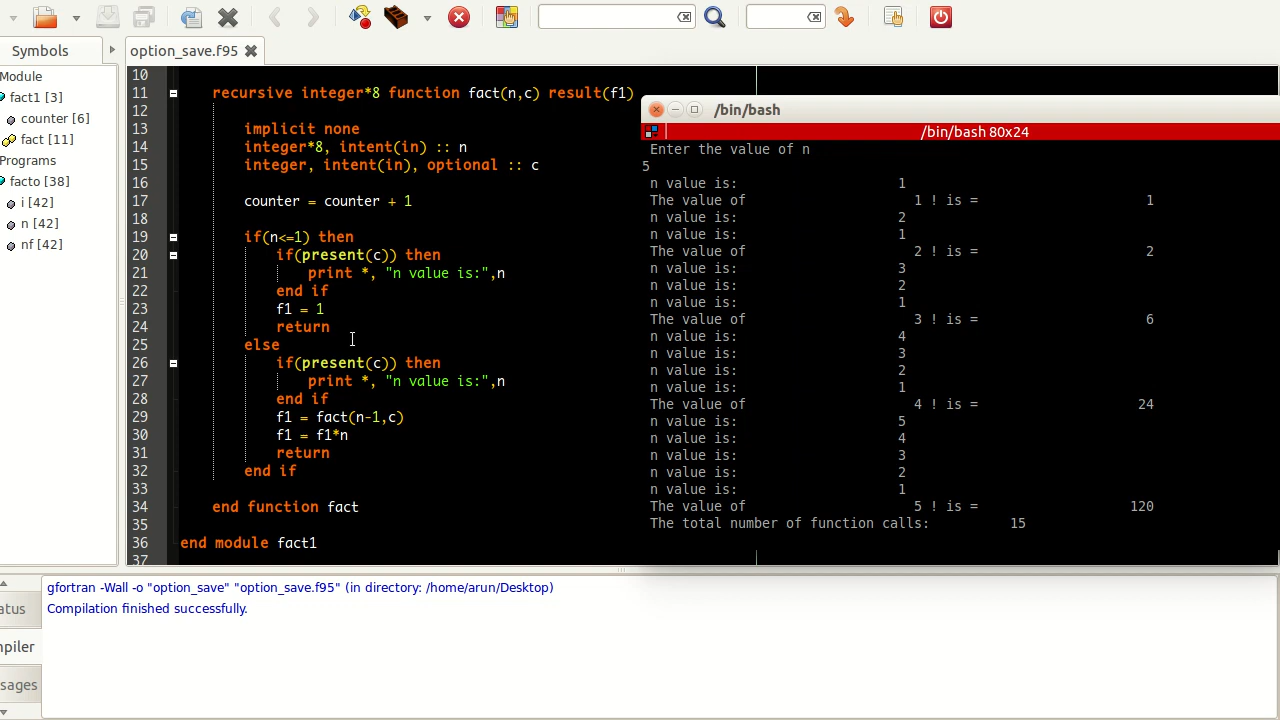 Symbols
option_save.f95
Module
fact1 [3]
counter [6]
fact [11]
Programs
facto [38]
i [42]
n [42]
nf [42]
10
11 recursive integer*8 function fact(n,c) result(f1)
12
13 implicit none
14 integer*8, intent(in) :: n
15 integer, intent(in), optional :: c
16
17 counter = counter + 1
18
19 if(n<=1) then
20 if(present(c)) then
21 print *, "n value is:",n
22 end if
23 f1 = 1
24 return
25 else
26 if(present(c)) then
27 print *, "n value is:",n
28 end if
29 f1 = fact(n-1,c)
30 f1 = f1*n
31 return
32 end if
33
34 end function fact
35
36 end module fact1
37
/bin/bash
/bin/bash 80x24
Enter the value of n
5
n value is: 1
The value of 1 ! is = 1
n value is: 2
n value is: 1
The value of 2 ! is = 2
n value is: 3
n value is: 2
n value is: 1
The value of 3 ! is = 6
n value is: 4
n value is: 3
n value is: 2
n value is: 1
The value of 4 ! is = 24
n value is: 5
n value is: 4
n value is: 3
n value is: 2
n value is: 1
The value of 5 ! is = 120
The total number of function calls: 15
atus
mpiler
ssages
gfortran -Wall -o "option_save" "option_save.f95" (in directory: /home/arun/Desktop)
Compilation finished successfully.